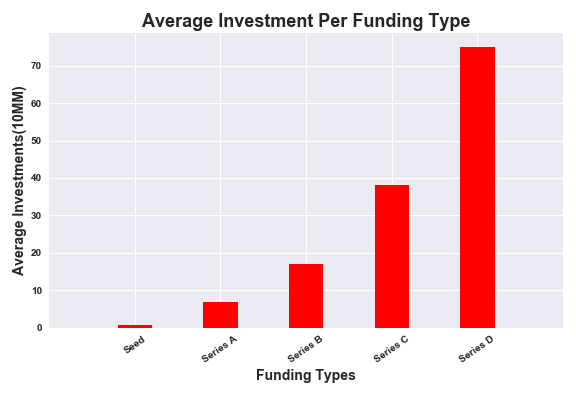 Average Investment Per Funding Type
Average Investments(10MM)
70
60
50
40
30
20
10
0
Seed
Series A
Series B
Series C
Series D
Funding Types